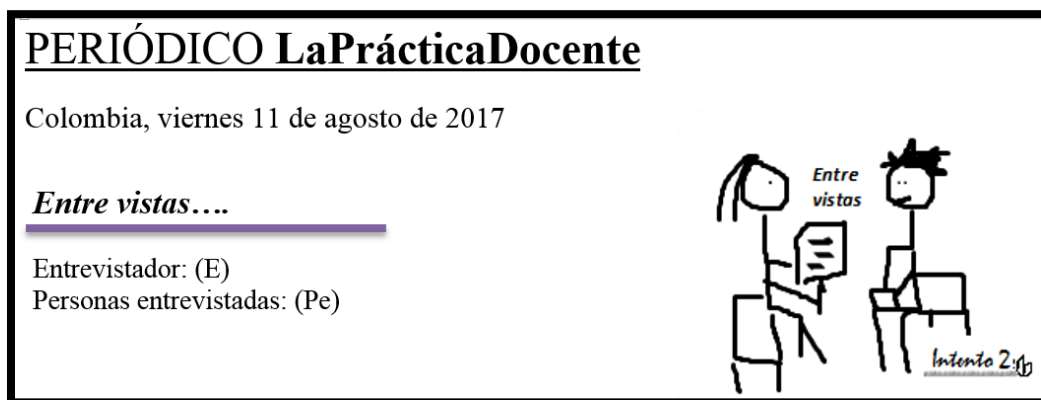 PERIÓDICO LaPrácticaDocente
Colombia, viernes 11 de agosto de 2017
Entre vistas….
Entrevistador: (E)
Personas entrevistadas: (Pe)
Entre
vistas
Intento 2: